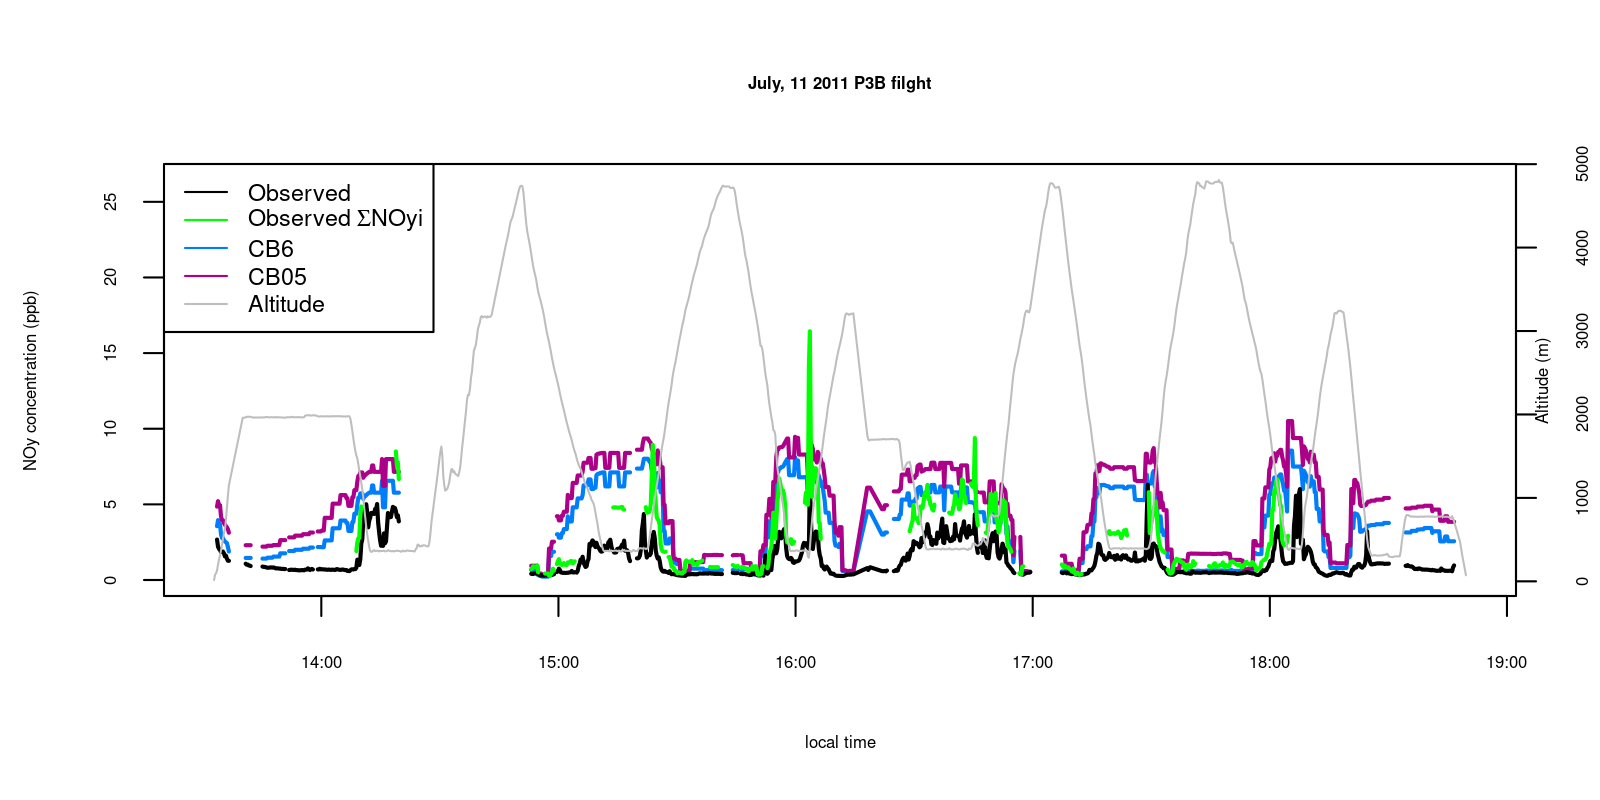 July, 11 2011 P3B filght
Observed
Observed ΣNOyi
CB6
CB05
Altitude
NOy concentration (ppb)
0
5
10
15
20
25
Altitude (m)
0
1000
2000
3000
4000
5000
14:00
15:00
16:00
17:00
18:00
19:00
local time